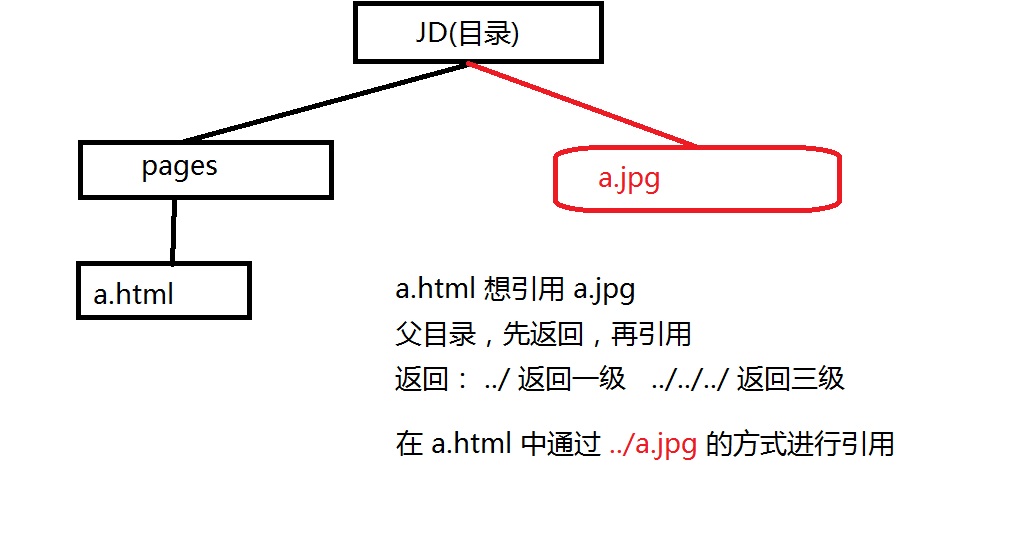 JD(目录)
pages
a.jpg
a.html
a.html 想引用 a.jpg
父目录，先返回，再引用
返回： ../ 返回一级 ../../../ 返回三级
在 a.html 中通过 ../a.jpg 的方式进行引用